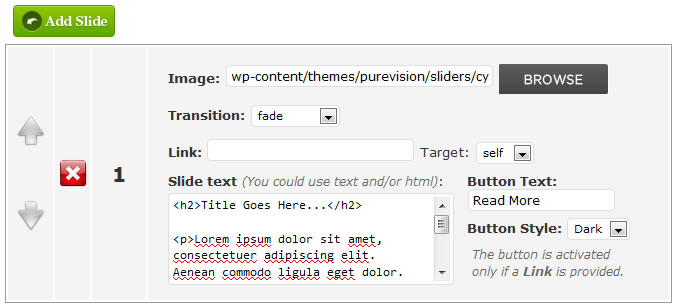 Add Slide
Image: wp-content/themes/purevision/sliders/cy BROWSE
Transition: fade
Link: Target: self
1
Slide text (You could use text and/or html):
<h2>Title Goes Here...</h2>
<p>Lorem ipsum dolor sit amet,
consectetuer adipiscing elit.
Aenean commodo ligula eget dolor.
Button Text:
Read More
Button Style: Dark
The button is activated
only if a Link is provided.